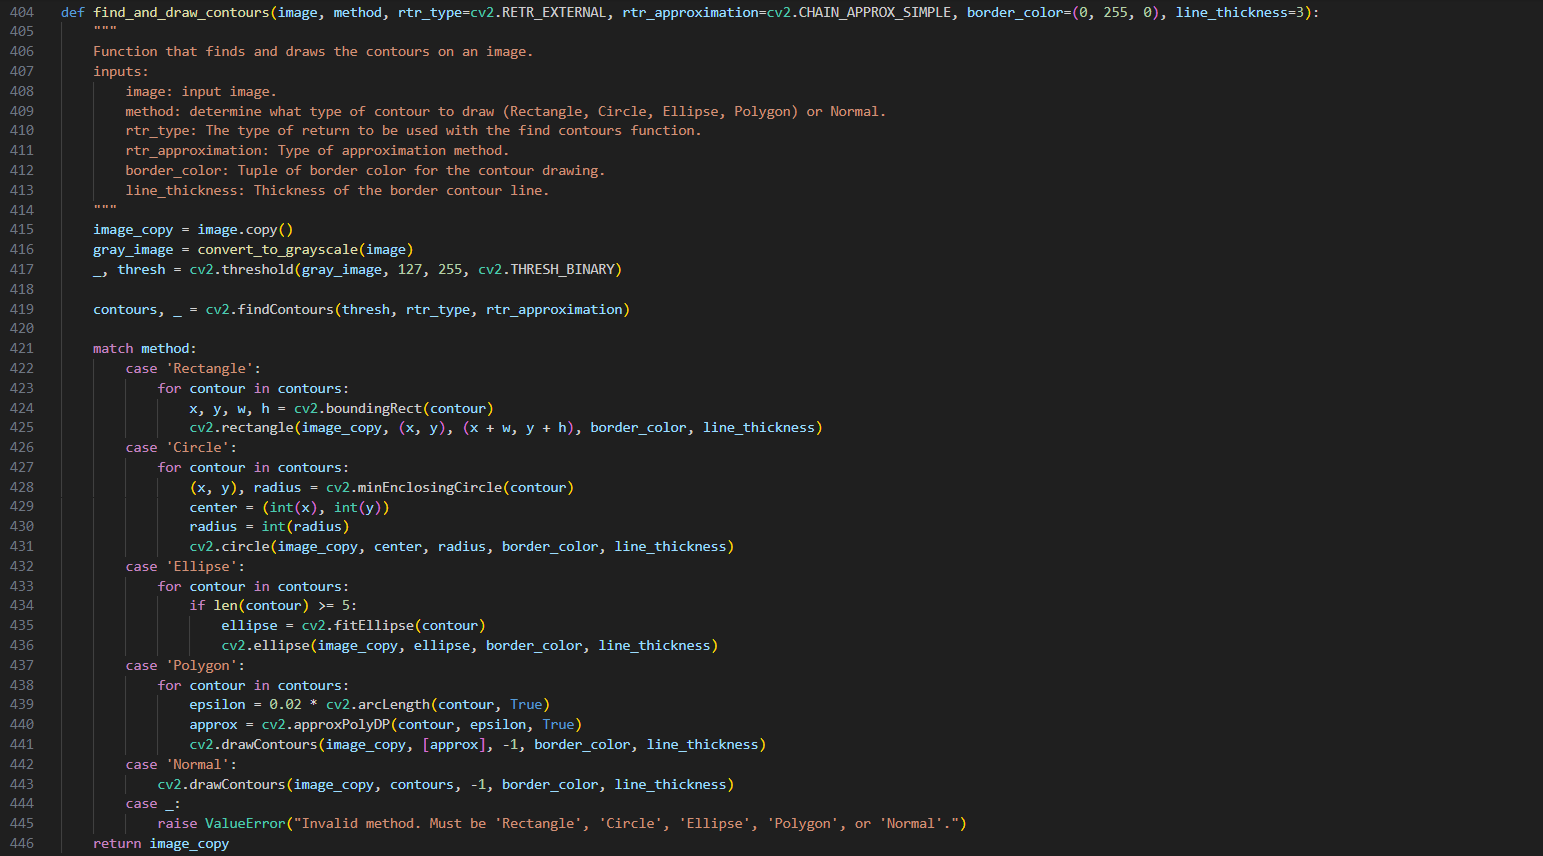 404 def find_and_draw_contours(image, method, rtr_type=cv2.RETR_EXTERNAL, rtr_approximation=cv2.CHAIN_APPROX_SIMPLE, border_color=(0, 255, 0), line_thickness=3):
405     """
406     Function that finds and draws the contours on an image.
407     inputs:
408         image: input image.
409         method: determine what type of contour to draw (Rectangle, Circle, Ellipse, Polygon) or Normal.
410         rtr_type: The type of return to be used with the find contours function.
411         rtr_approximation: Type of approximation method.
412         border_color: Tuple of border color for the contour drawing.
413         line_thickness: Thickness of the border contour line.
414     """
415     image_copy = image.copy()
416     gray_image = convert_to_grayscale(image)
417     _, thresh = cv2.threshold(gray_image, 127, 255, cv2.THRESH_BINARY)
418
419     contours, _ = cv2.findContours(thresh, rtr_type, rtr_approximation)
420
421     match method:
422         case 'Rectangle':
423             for contour in contours:
424                 x, y, w, h = cv2.boundingRect(contour)
425                 cv2.rectangle(image_copy, (x, y), (x + w, y + h), border_color, line_thickness)
426         case 'Circle':
427             for contour in contours:
428                 (x, y), radius = cv2.minEnclosingCircle(contour)
429                 center = (int(x), int(y))
430                 radius = int(radius)
431                 cv2.circle(image_copy, center, radius, border_color, line_thickness)
432         case 'Ellipse':
433             for contour in contours:
434                 if len(contour) >= 5:
435                     ellipse = cv2.fitEllipse(contour)
436                     cv2.ellipse(image_copy, ellipse, border_color, line_thickness)
437         case 'Polygon':
438             for contour in contours:
439                 epsilon = 0.02 * cv2.arcLength(contour, True)
440                 approx = cv2.approxPolyDP(contour, epsilon, True)
441                 cv2.drawContours(image_copy, [approx], -1, border_color, line_thickness)
442         case 'Normal':
443             cv2.drawContours(image_copy, contours, -1, border_color, line_thickness)
444         case _:
445             raise ValueError("Invalid method. Must be 'Rectangle', 'Circle', 'Ellipse', 'Polygon', or 'Normal'.")
446     return image_copy